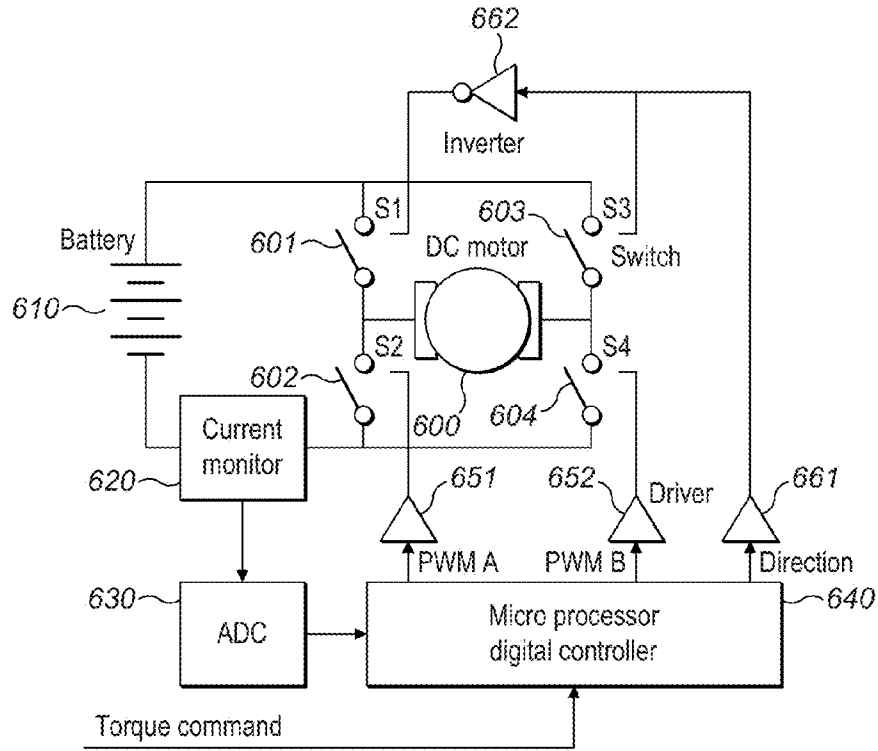 662
Inverter
Battery
S1
603
S3
601
DC motor
Switch
610
S2
S4
602
600
604
Current
monitor
620
651
652
Driver
661
PWM A
PWM B
Direction
630
ADC
Micro processor
digital controller
640
Torque command